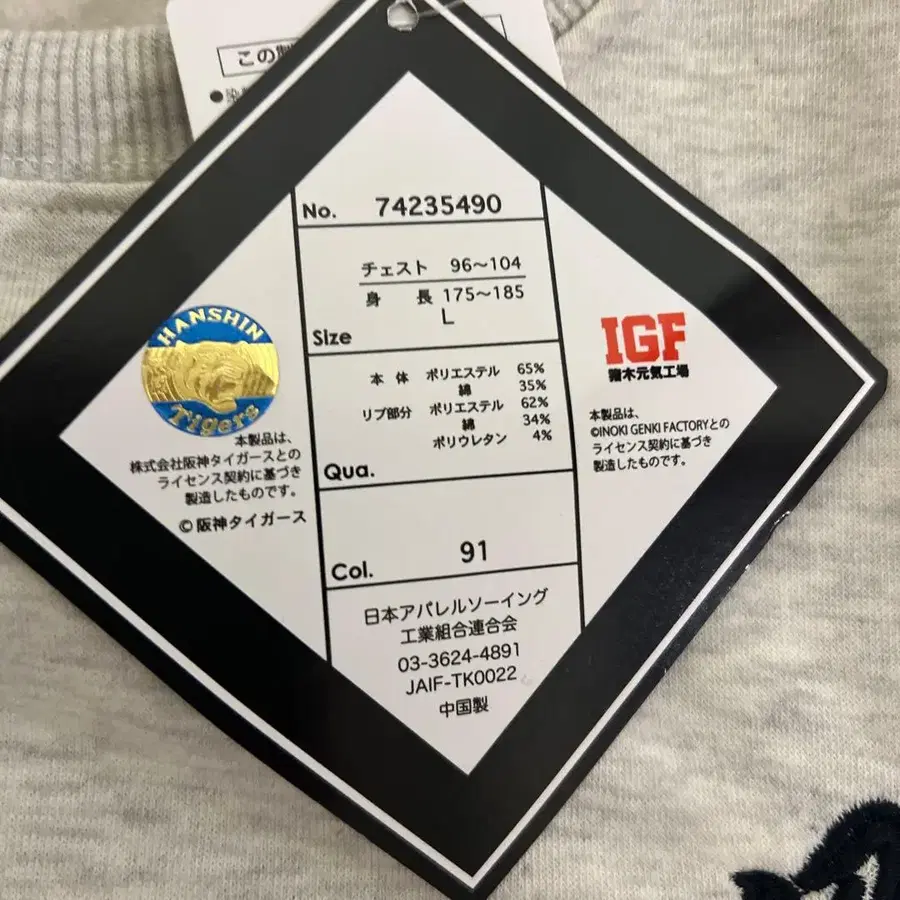 この製
●染
No. 74235490
チェスト 96～104
身長 175～185
L
Size
本体 ポリエステル 65%
綿 35%
リブ部分 ポリエステル 62%
綿 34%
ポリウレタン 4%
Qua.
Col. 91
日本アパレルソーイング
工業組合連合会
03-3624-4891
JAIF-TK0022
中国製
HANSHIN
Tigers
本製品は、
株式会社阪神タイガースとの
ライセンス契約に基づき
製造したものです。
©阪神タイガース
IGF
猪木元気工場
本製品は、
©INOKI GENKI FACTORYとの
ライセンス契約に基づき
製造したものです。